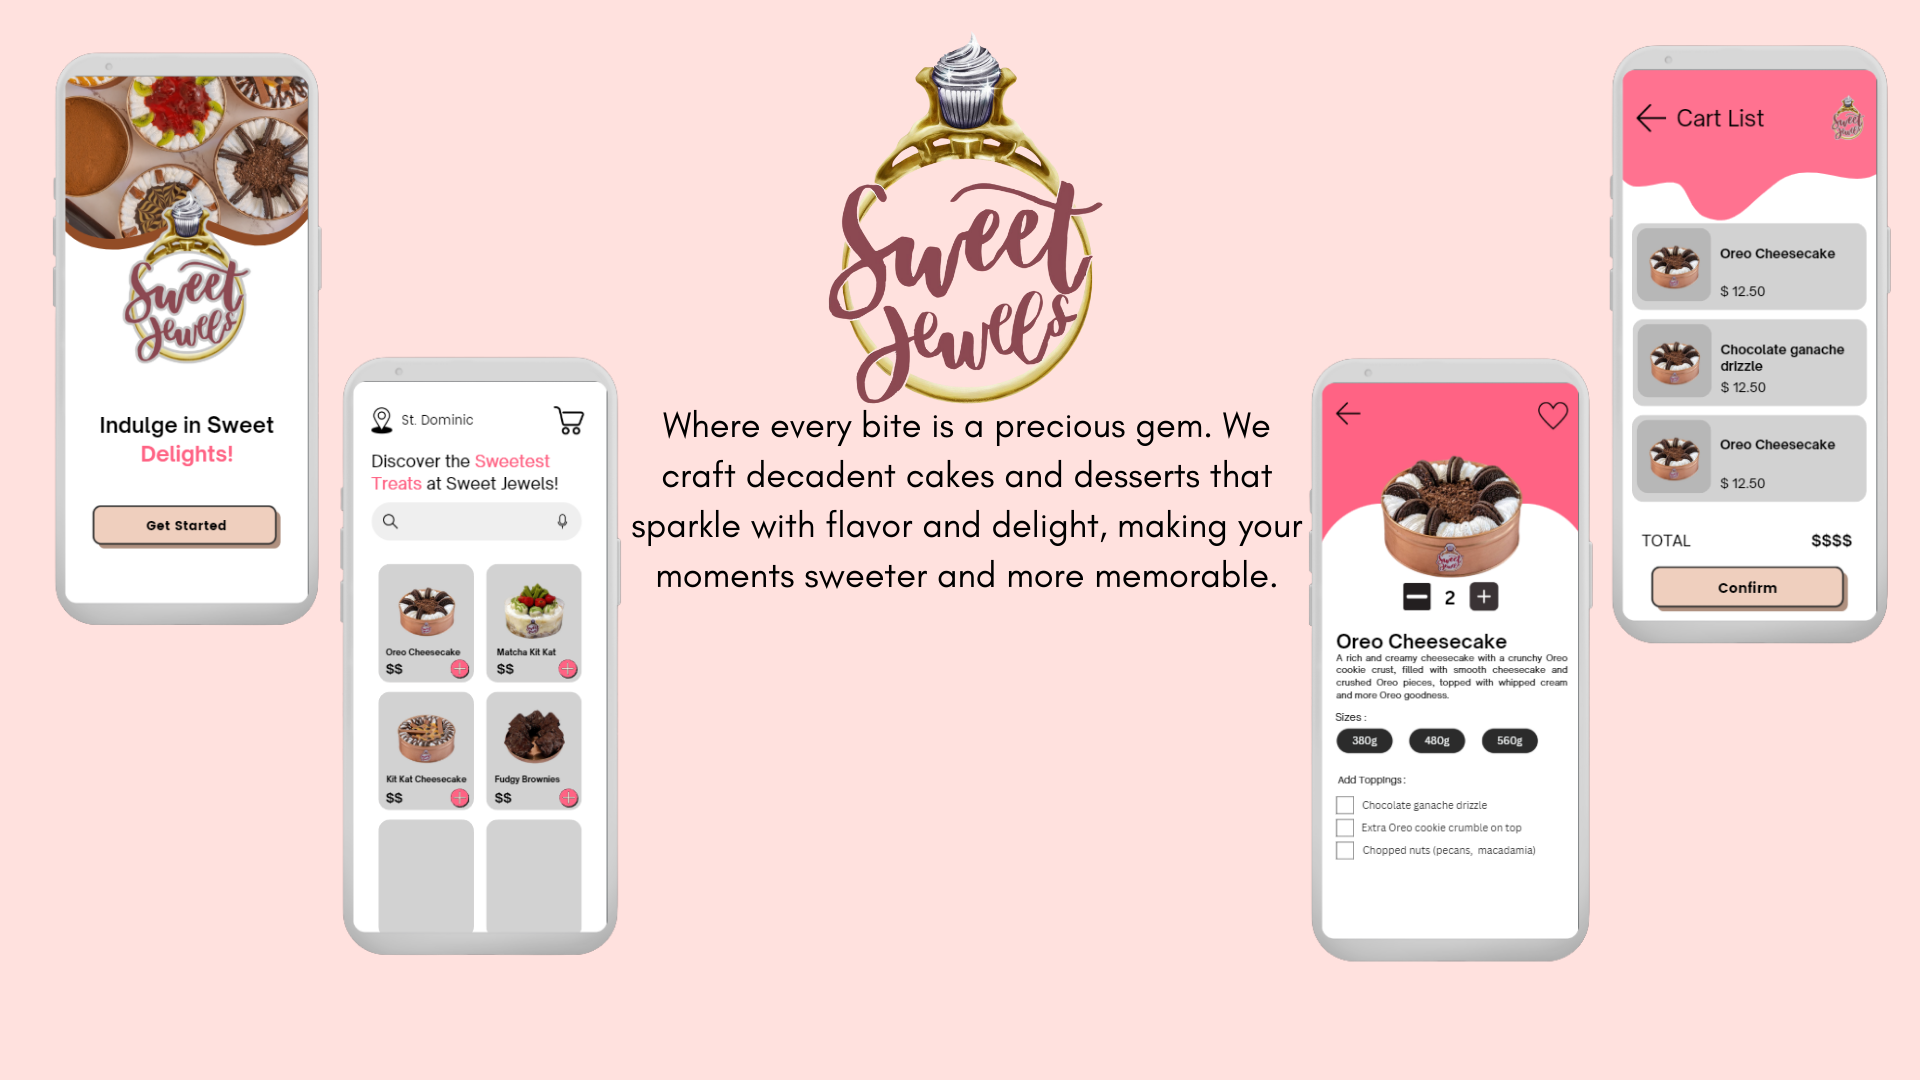 Sweet
Jewels
Indulge in Sweet
Delights!
Get Started
St. Dominic
Discover the Sweetest
Treats at Sweet Jewels!
Oreo Cheesecake
$$
Matcha Kit Kat
$$
Kit Kat Cheesecake
$$
Fudgy Brownies
$$
Sweet
Jewels
Where every bite is a precious gem. We
craft decadent cakes and desserts that
sparkle with flavor and delight, making your
moments sweeter and more memorable.
Sweet
Jewels
2
Oreo Cheesecake
A rich and creamy cheesecake with a crunchy Oreo
cookie crust, filled with smooth cheesecake and
crushed Oreo pieces, topped with whipped cream
and more Oreo goodness.
Sizes :
380g 480g 560g
Add Toppings :
Chocolate ganache drizzle
Extra Oreo cookie crumble on top
Chopped nuts (pecans, macadamia)
Cart List
Sweet
Jewels
Oreo Cheesecake
$ 12.50
Chocolate ganache
drizzle
$ 12.50
Oreo Cheesecake
$ 12.50
TOTAL $$$$
Confirm